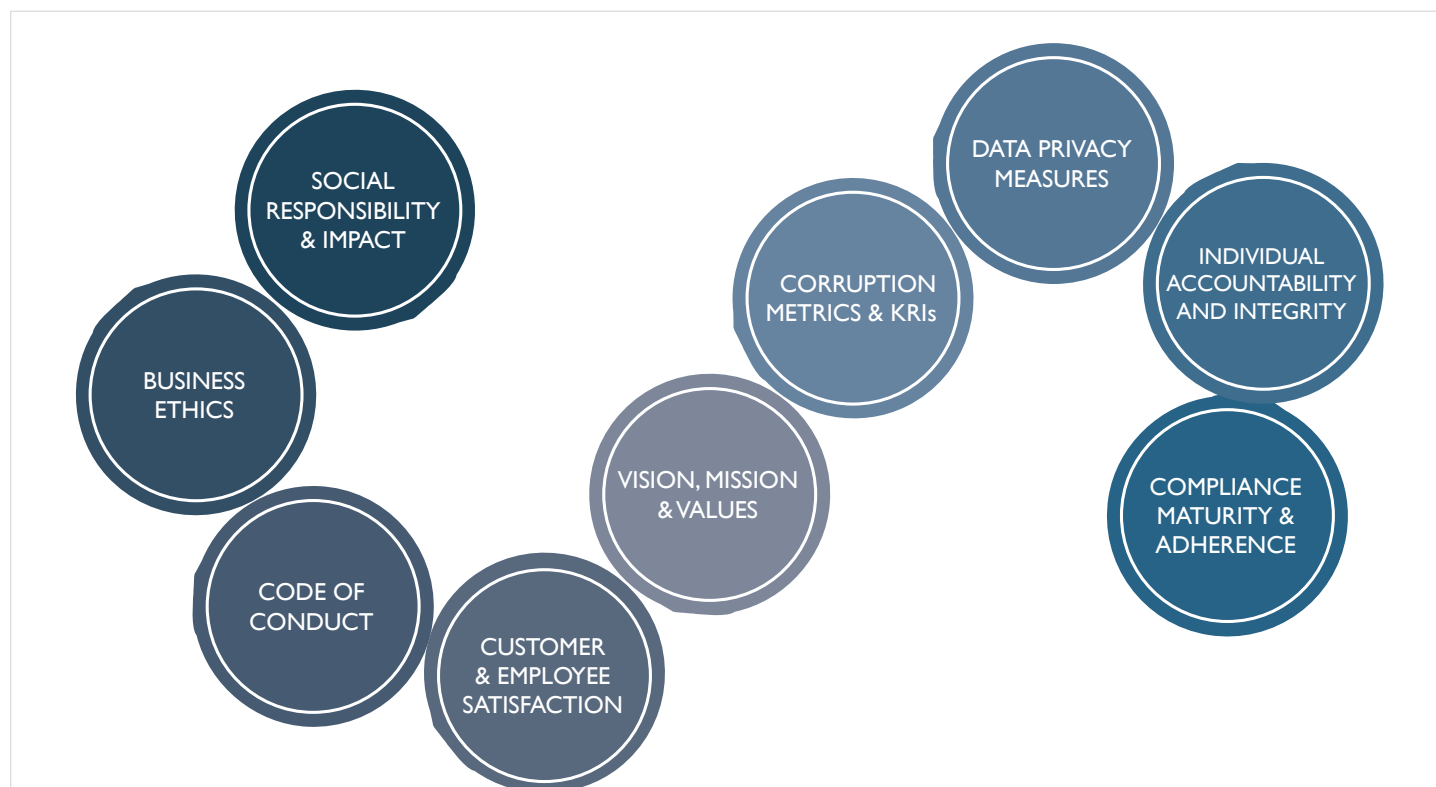 SOCIAL
RESPONSIBILITY
& IMPACT
BUSINESS
ETHICS
CODE OF
CONDUCT
CUSTOMER
& EMPLOYEE
SATISFACTION
VISION, MISSION
& VALUES
CORRUPTION
METRICS & KRIs
DATA PRIVACY
MEASURES
INDIVIDUAL
ACCOUNTABILITY
AND INTEGRITY
COMPLIANCE
MATURITY &
ADHERENCE